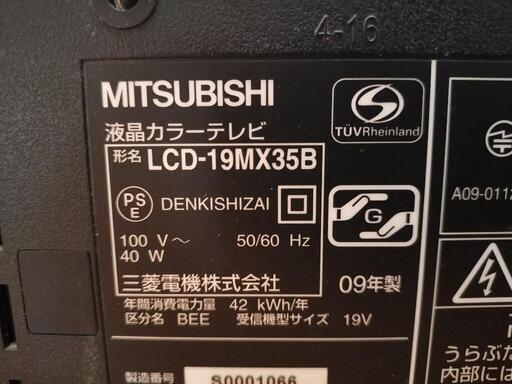 4-16
MITSUBISHI
液晶カラーテレビ
形名 LCD-19MX35B
PS E DENKISHIZAI
100 V～ 50/60 Hz
40 W
三菱電機株式会社 09年製
年間消費電力量 42 kWh/年
区分名 BEE 受信機型サイズ 19V
製造番号 S0001066
TÜVRheinland
G
A09-0112
うらぶた
内部には